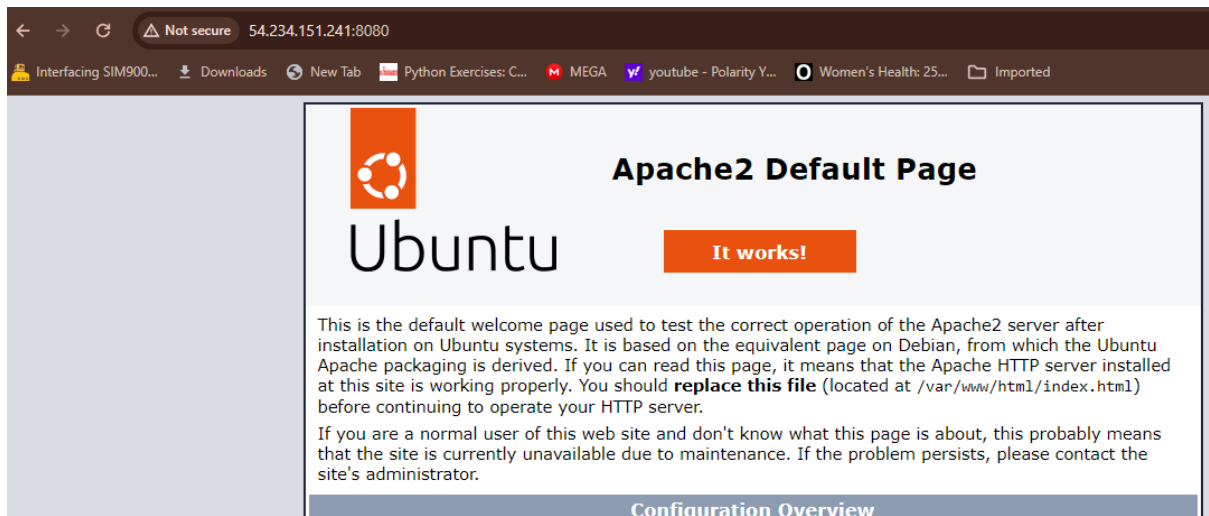 Not secure 54.234.151.241:8080
Interfacing SIM900... Downloads New Tab Python Exercises: C... MEGA youtube - Polarity Y... Women's Health: 25... Imported
Apache2 Default Page
Ubuntu
It works!
This is the default welcome page used to test the correct operation of the Apache2 server after
installation on Ubuntu systems. It is based on the equivalent page on Debian, from which the Ubuntu
Apache packaging is derived. If you can read this page, it means that the Apache HTTP server installed
at this site is working properly. You should replace this file (located at /var/www/html/index.html)
before continuing to operate your HTTP server.
If you are a normal user of this web site and don't know what this page is about, this probably means
that the site is currently unavailable due to maintenance. If the problem persists, please contact the
site's administrator.
Configuration Overview